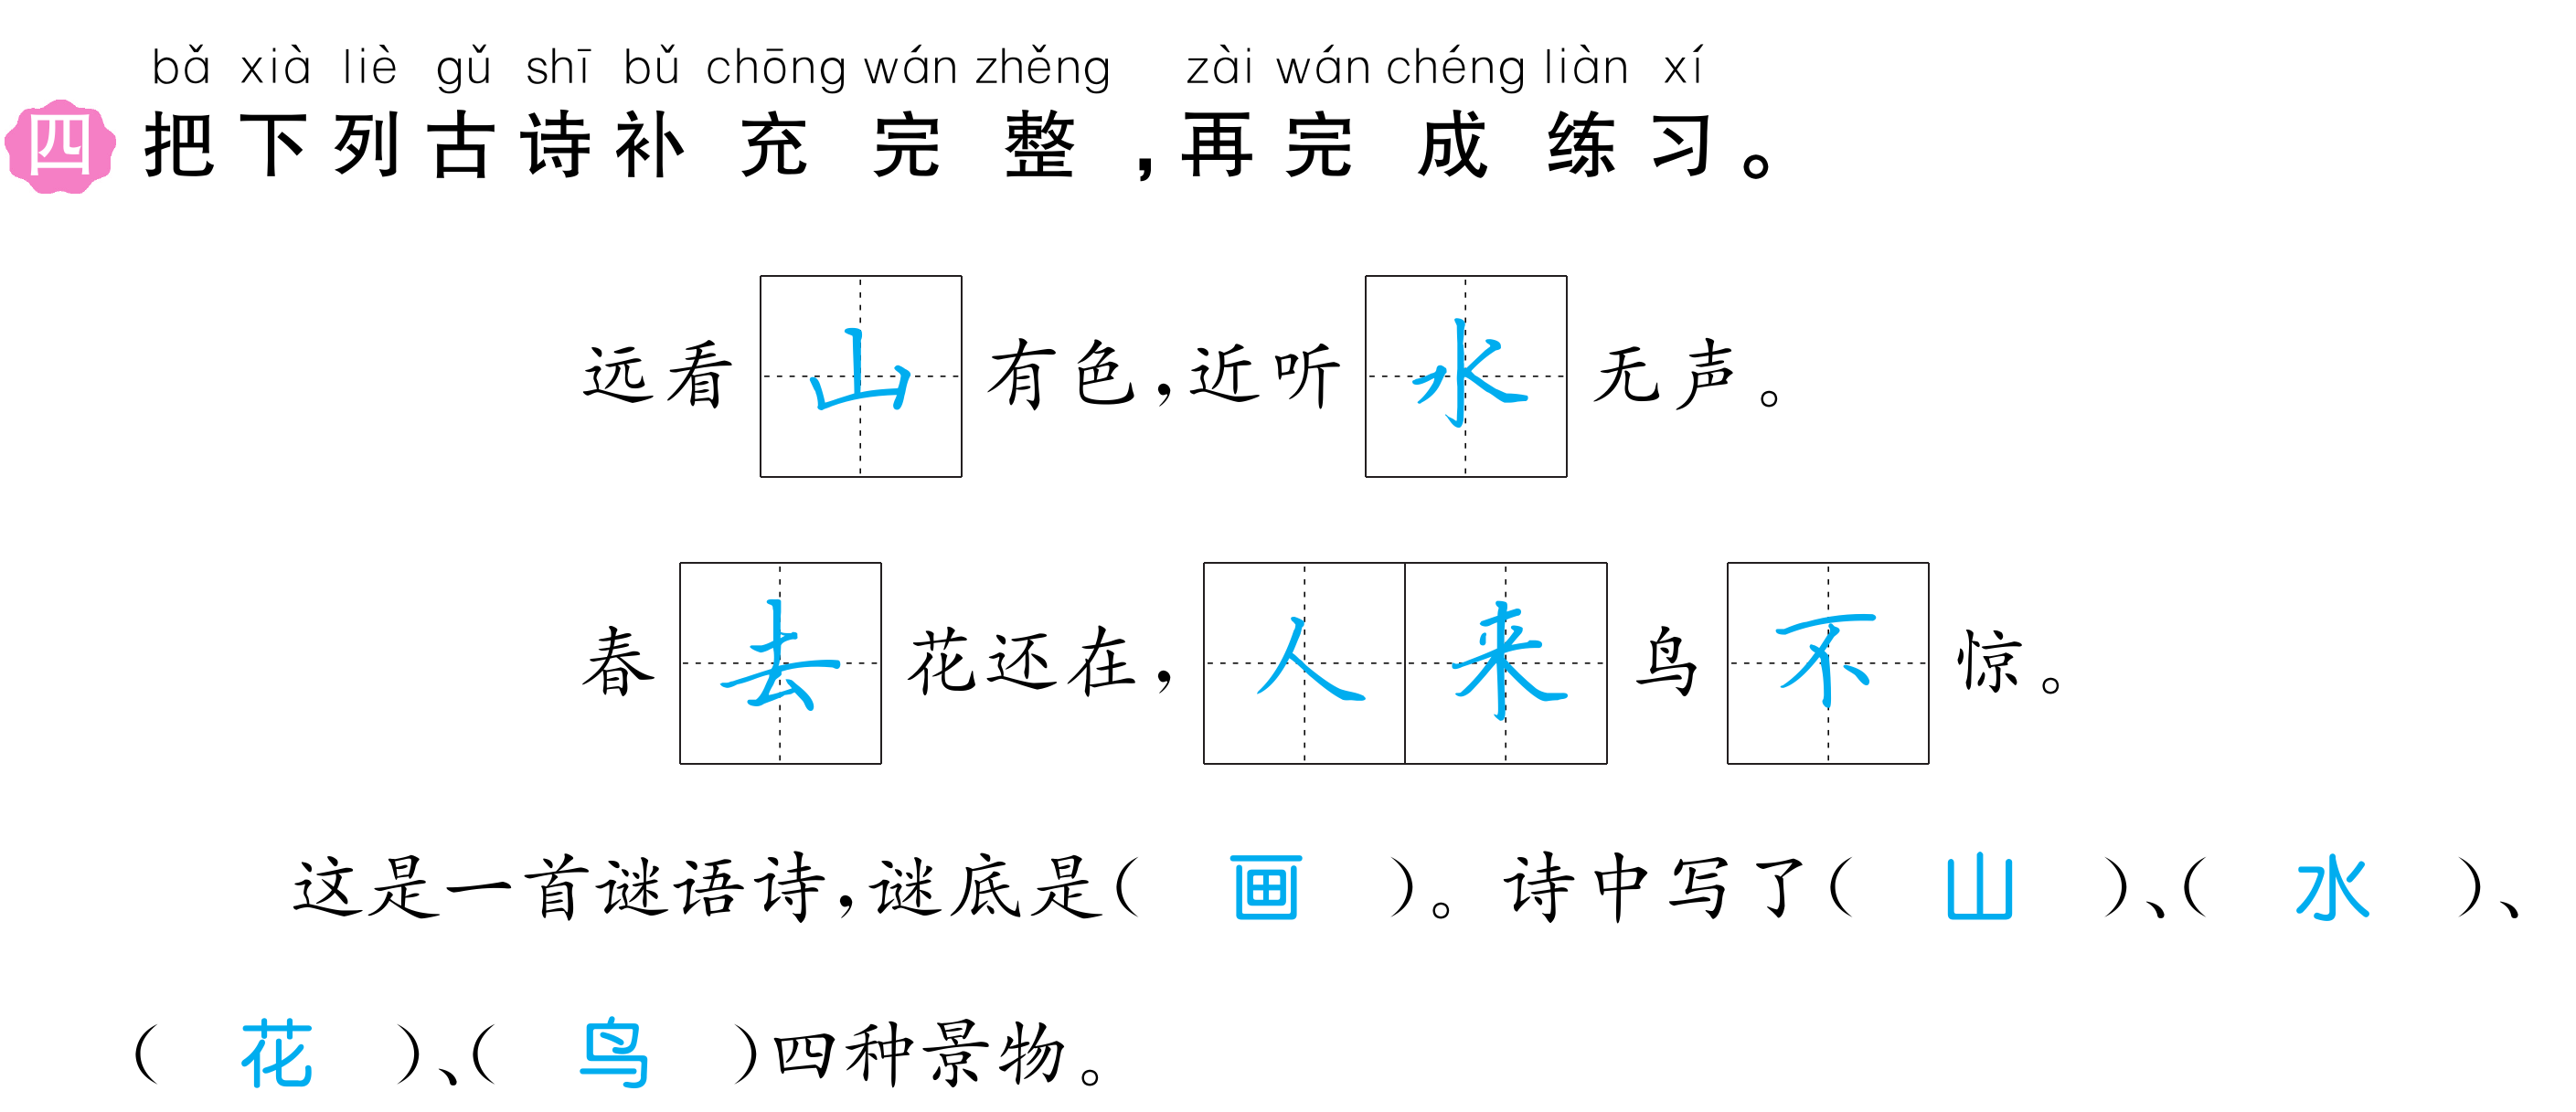 bǎ xià liè gǔ shī bǔ chōng wán zhěng zài wán chéng liàn xí
四 把下列古诗补充完整,再完成练习。
远看山有色,近听水无声。
春去花还在,人来鸟不惊。
这是一首谜语诗,谜底是( 画 )。诗中写了( 山 )、( 水 )、
( 花 )、( 鸟 )四种景物。